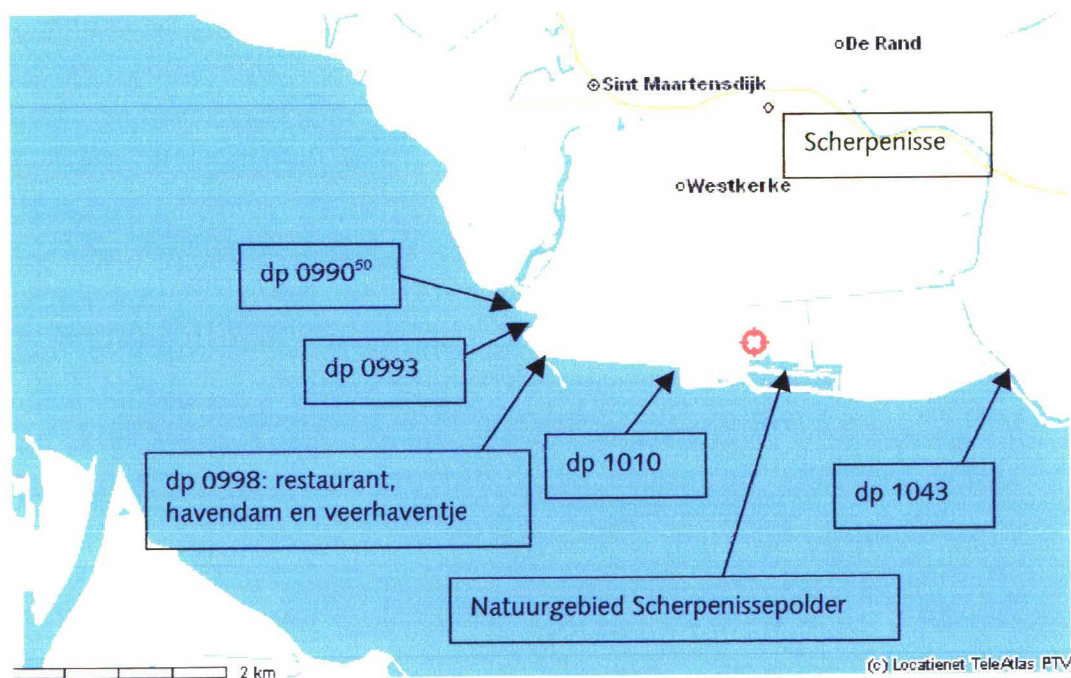 De Rand
Sint Maartensdijk
Scherpenisse
Westkerke
dp 0990⁵⁰
dp 0993
dp 1010
dp 0998: restaurant,
havendam en veerhaventje
dp 1043
Natuurgebied Scherpenissepolder
2 km
(c) Locatienet TeleAtlas PTV